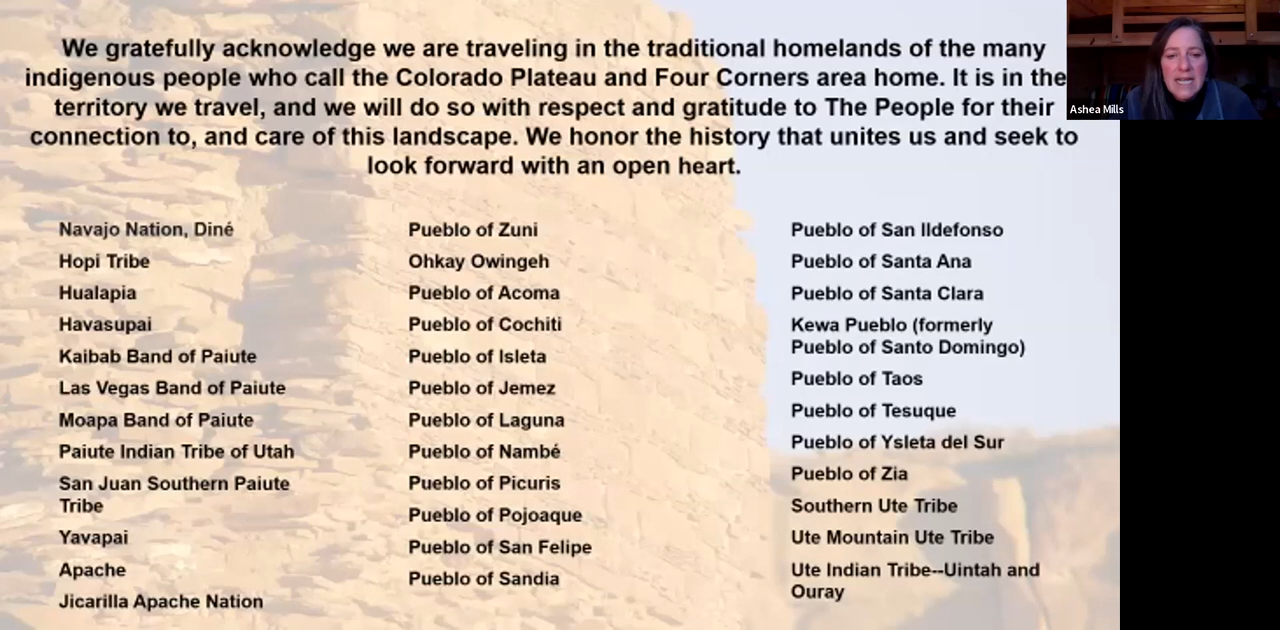 We gratefully acknowledge we are traveling in the traditional homelands of the many
indigenous people who call the Colorado Plateau and Four Corners area home. It is in the
territory we travel, and we will do so with respect and gratitude to The People for their
connection to, and care of this landscape. We honor the history that unites us and seek to
look forward with an open heart.
Navajo Nation, Diné
Hopi Tribe
Hualapia
Havasupai
Kaibab Band of Paiute
Las Vegas Band of Paiute
Moapa Band of Paiute
Paiute Indian Tribe of Utah
San Juan Southern Paiute
Tribe
Yavapai
Apache
Jicarilla Apache Nation
Pueblo of Zuni
Ohkay Owingeh
Pueblo of Acoma
Pueblo of Cochiti
Pueblo of Isleta
Pueblo of Jemez
Pueblo of Laguna
Pueblo of Nambé
Pueblo of Picuris
Pueblo of Pojoaque
Pueblo of San Felipe
Pueblo of Sandia
Pueblo of San Ildefonso
Pueblo of Santa Ana
Pueblo of Santa Clara
Kewa Pueblo (formerly
Pueblo of Santo Domingo)
Pueblo of Taos
Pueblo of Tesuque
Pueblo of Ysleta del Sur
Pueblo of Zia
Southern Ute Tribe
Ute Mountain Ute Tribe
Ute Indian Tribe--Uintah and
Ouray
Ashea Mills